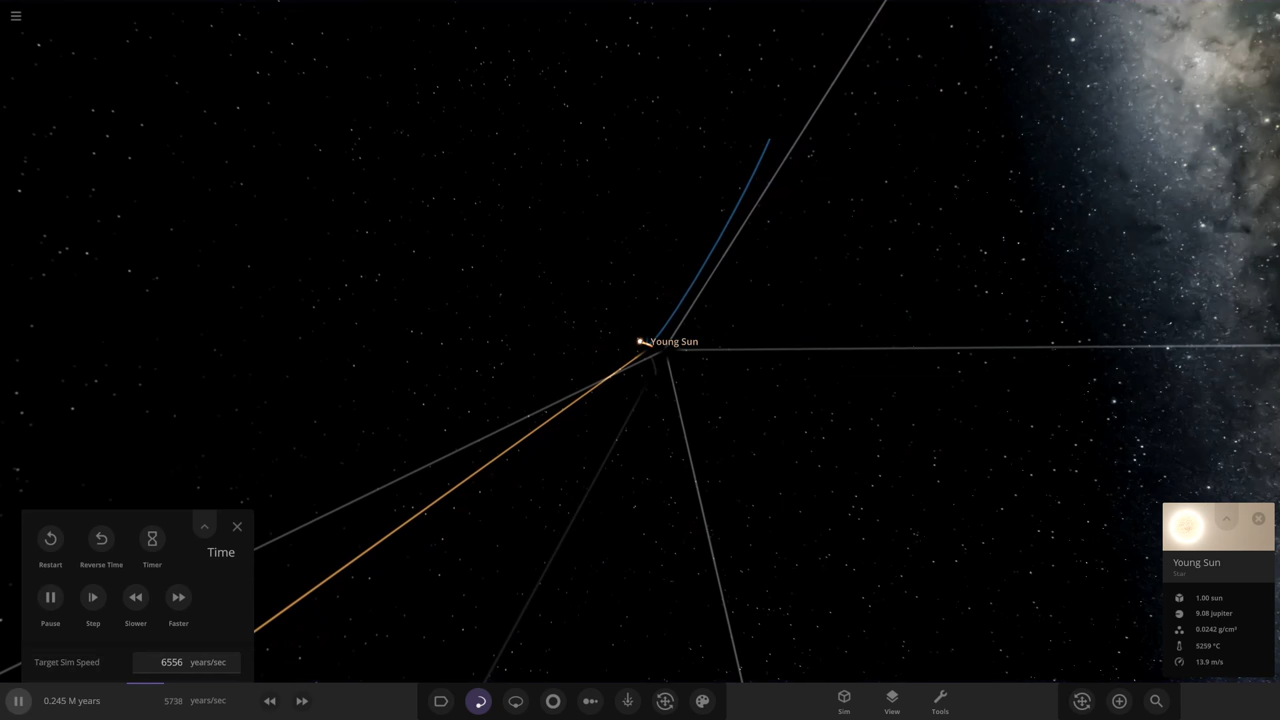 Young Sun
Time
Restart
Reverse Time
Timer
Pause
Step
Slower
Faster
Target Sim Speed
6556 years/sec
0.245 M years
5738 years/sec
Sim
View
Tools
Young Sun
Star
1.00 sun
9.08 jupiter
0.0242 g/cm³
5259 °C
13.9 m/s